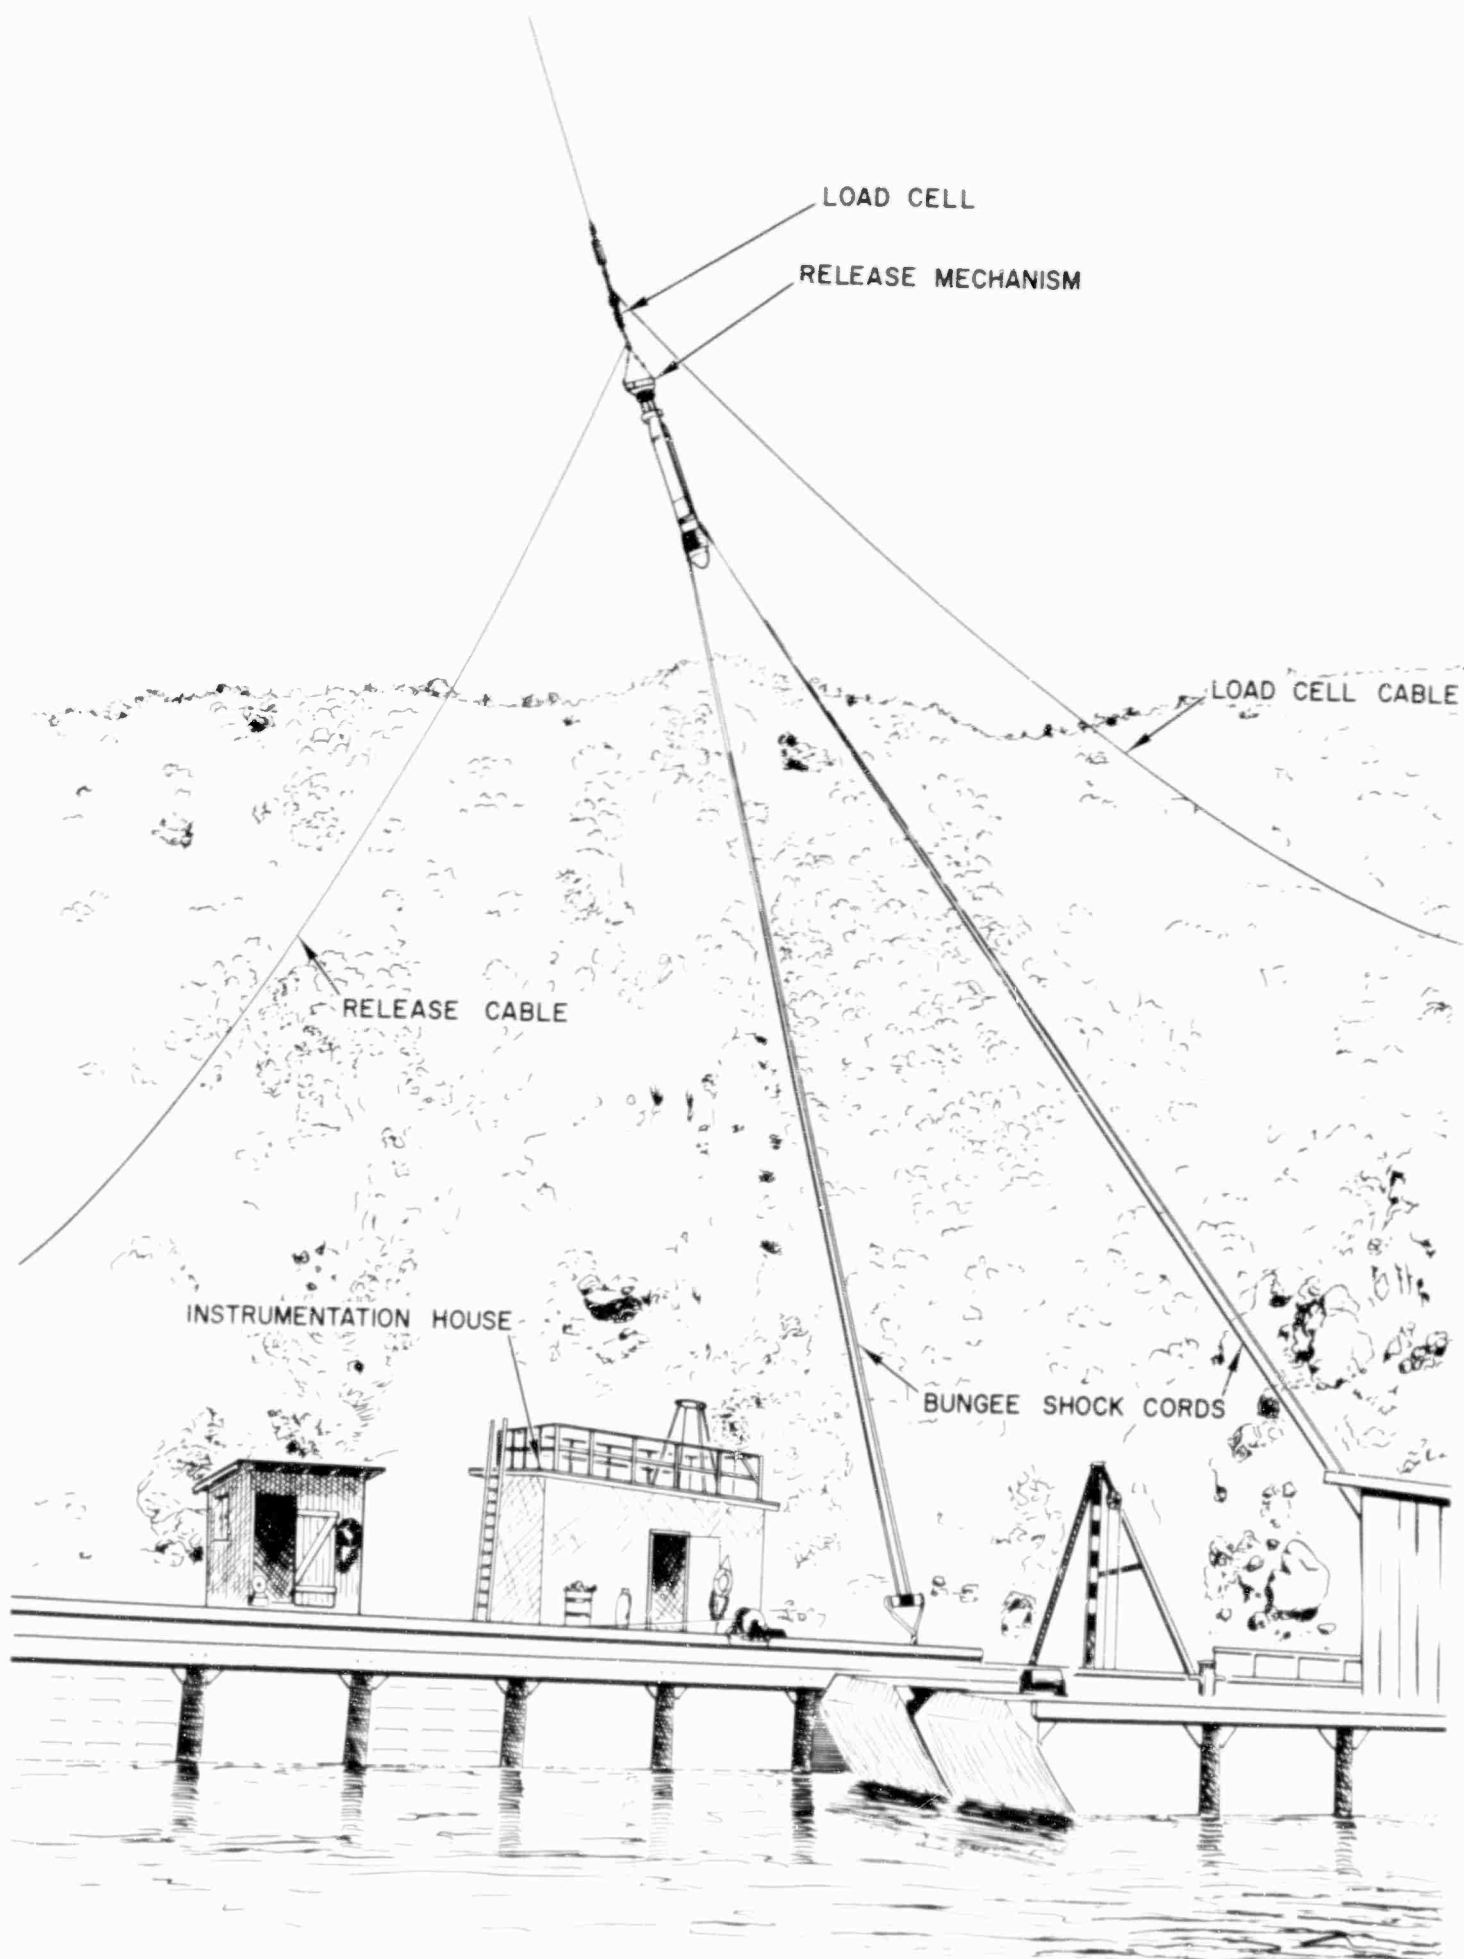 LOAD CELL
RELEASE MECHANISM
LOAD CELL CABLE
RELEASE CABLE
INSTRUMENTATION HOUSE
BUNGEE SHOCK CORDS